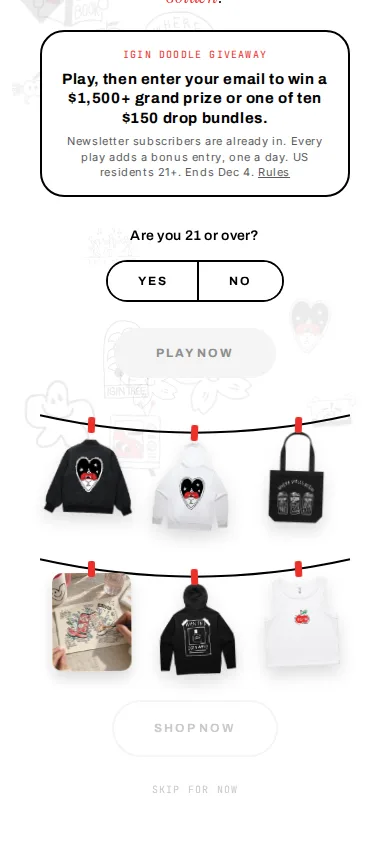 IGIN DOODLE GIVEAWAY
Play, then enter your email to win a
$1,500+ grand prize or one of ten
$150 drop bundles.
Newsletter subscribers are already in. Every
play adds a bonus entry, one a day. US
residents 21+. Ends Dec 4. Rules
Are you 21 or over?
YES
NO
PLAY NOW
IGIN TREE
SHOP NOW
SKIP FOR NOW